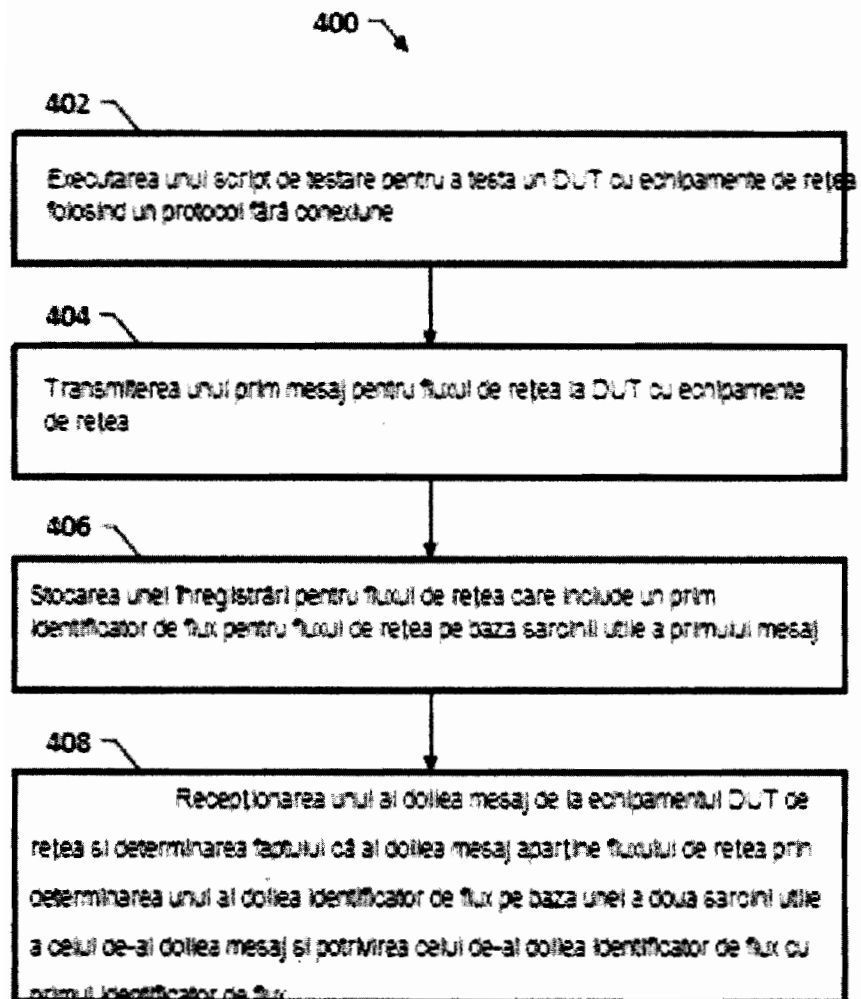 400
402
Executarea unui script de testare pentru a testa un DUT cu echipamente de rețea
folosind un protocol fără conexiune
404
Transmiterea unui prim mesaj pentru fluxul de rețea la DUT cu echipamente
de rețea
406
Stocarea unei înregistrări pentru fluxul de rețea care include un prim
identificator de flux pentru fluxul de rețea pe baza sarcinii utile a primului mesaj
408
Recepționarea unui al doilea mesaj de la echipamentul DUT de
rețea si determinarea faptului că al doilea mesaj aparține fluxului de retea prin
determinarea unui al doilea identificator de flux pe baza unei a doua sarcini utile
a celui de-al doilea mesaj si potrivirea celui de-al doilea identificator de flux cu
primul identificator de flux